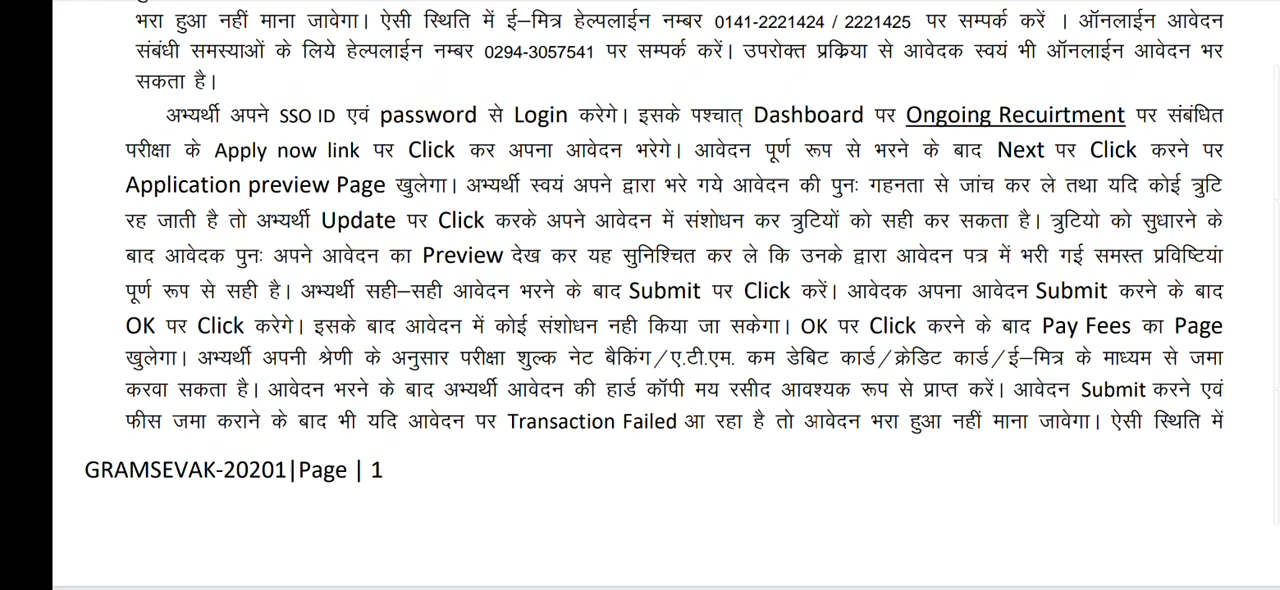 भरा हुआ नहीं माना जावेगा। ऐसी स्थिति में ई–मित्र हेल्पलाईन नम्बर 0141-2221424 / 2221425 पर सम्पर्क करें । ऑनलाईन आवेदन
संबंधी समस्याओं के लिये हेल्पलाईन नम्बर 0294-3057541 पर सम्पर्क करें। उपरोक्त प्रक्रिया से आवेदक स्वयं भी ऑनलाईन आवेदन भर
सकता है।
अभ्यर्थी अपने SSO ID एवं password से Login करेगे। इसके पश्चात् Dashboard पर Ongoing Recuirtment पर संबंधित
परीक्षा के Apply now link पर Click कर अपना आवेदन भरेगे। आवेदन पूर्ण रूप से भरने के बाद Next पर Click करने पर
Application preview Page खुलेगा। अभ्यर्थी स्वयं अपने द्वारा भरे गये आवेदन की पुनः गहनता से जांच कर ले तथा यदि कोई त्रुटि
रह जाती है तो अभ्यर्थी Update पर Click करके अपने आवेदन में संशोधन कर त्रुटियों को सही कर सकता है। त्रुटियो को सुधारने के
बाद आवेदक पुनः अपने आवेदन का Preview देख कर यह सुनिश्चित कर ले कि उनके द्वारा आवेदन पत्र में भरी गई समस्त प्रविष्टियां
पूर्ण रूप से सही है। अभ्यर्थी सही–सही आवेदन भरने के बाद Submit पर Click करें। आवेदक अपना आवेदन Submit करने के बाद
OK पर Click करेगे। इसके बाद आवेदन में कोई संशोधन नही किया जा सकेगा। OK पर Click करने के बाद Pay Fees का Page
खुलेगा। अभ्यर्थी अपनी श्रेणी के अनुसार परीक्षा शुल्क नेट बैकिंग/ए.टी.एम. कम डेबिट कार्ड/क्रेडिट कार्ड/ई–मित्र के माध्यम से जमा
करवा सकता है। आवेदन भरने के बाद अभ्यर्थी आवेदन की हार्ड कॉपी मय रसीद आवश्यक रूप से प्राप्त करें। आवेदन Submit करने एवं
फीस जमा कराने के बाद भी यदि आवेदन पर Transaction Failed आ रहा है तो आवेदन भरा हुआ नहीं माना जावेगा। ऐसी स्थिति में
GRAMSEVAK-20201|Page | 1